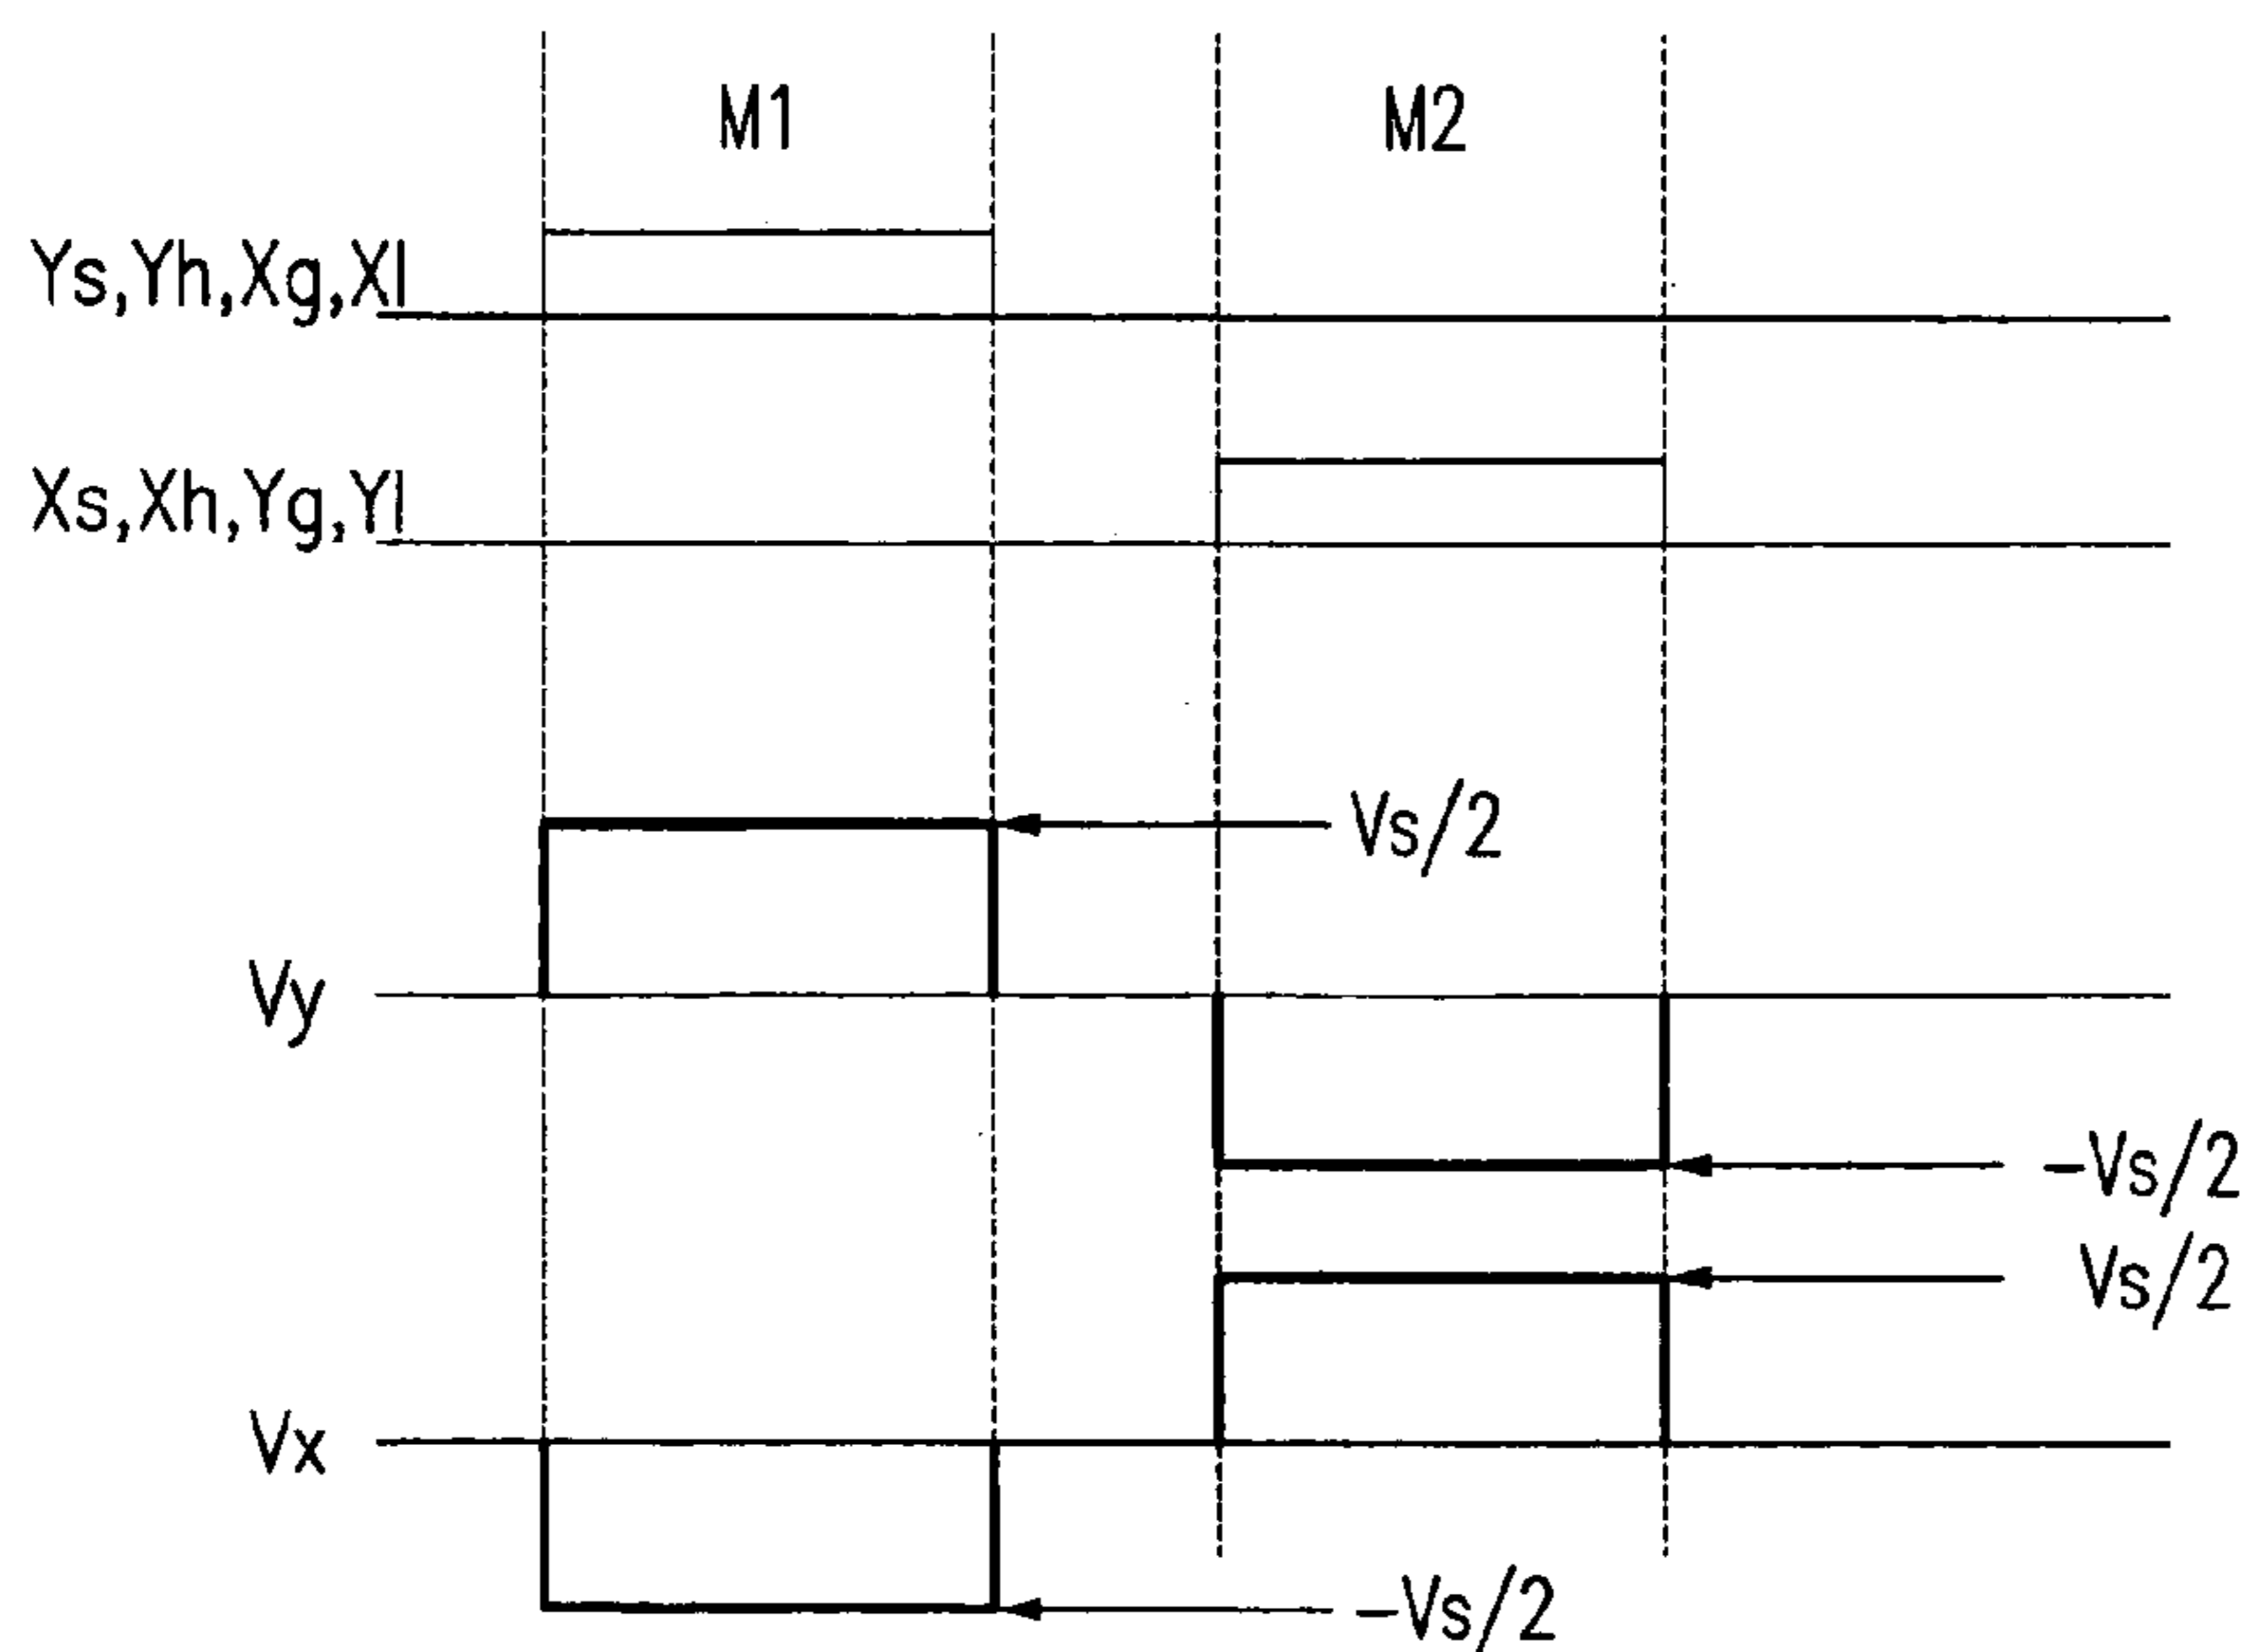 M1
M2
Ys,Yh,Xg,Xl
Xs,Xh,Yg,Yl
Vs/2
Vy
-Vs/2
Vs/2
Vx
-Vs/2